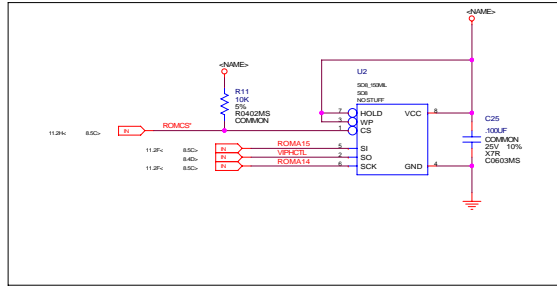 <NAME>
<NAME>
R11
10K
5%
R0402MS
COMMON
U2
SO8_150MIL
SO8
NO STUFF
7 HOLD VCC 8
3 WP
1 CS
5 SI
2 SO
6 SCK GND 4
C25
.100UF
COMMON
25V 10%
X7R
C0603MS
11.2H< 8.5C> IN ROMCS*
11.2F< 8.5C> IN ROMA15
8.4D> IN VIPHCTL
11.2F< 8.5C> IN ROMA14